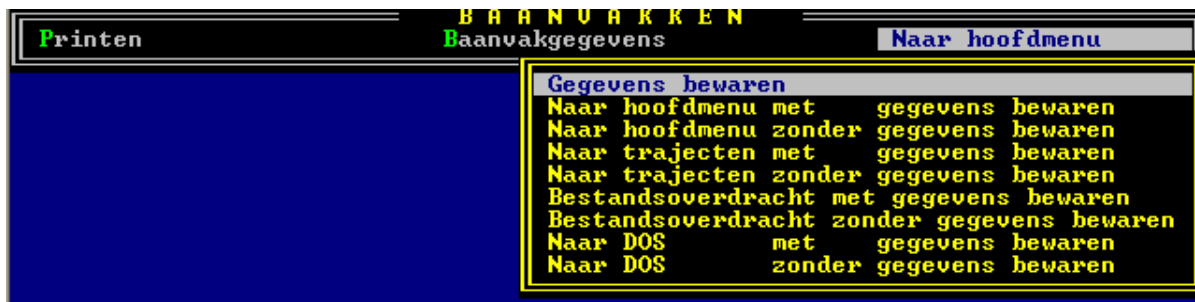 B A A N V A K K E N
Printen Baanvakgegevens Naar hoofdmenu
Gegevens bewaren
Naar hoofdmenu met gegevens bewaren
Naar hoofdmenu zonder gegevens bewaren
Naar trajecten met gegevens bewaren
Naar trajecten zonder gegevens bewaren
Bestandsoverdracht met gegevens bewaren
Bestandsoverdracht zonder gegevens bewaren
Naar DOS met gegevens bewaren
Naar DOS zonder gegevens bewaren